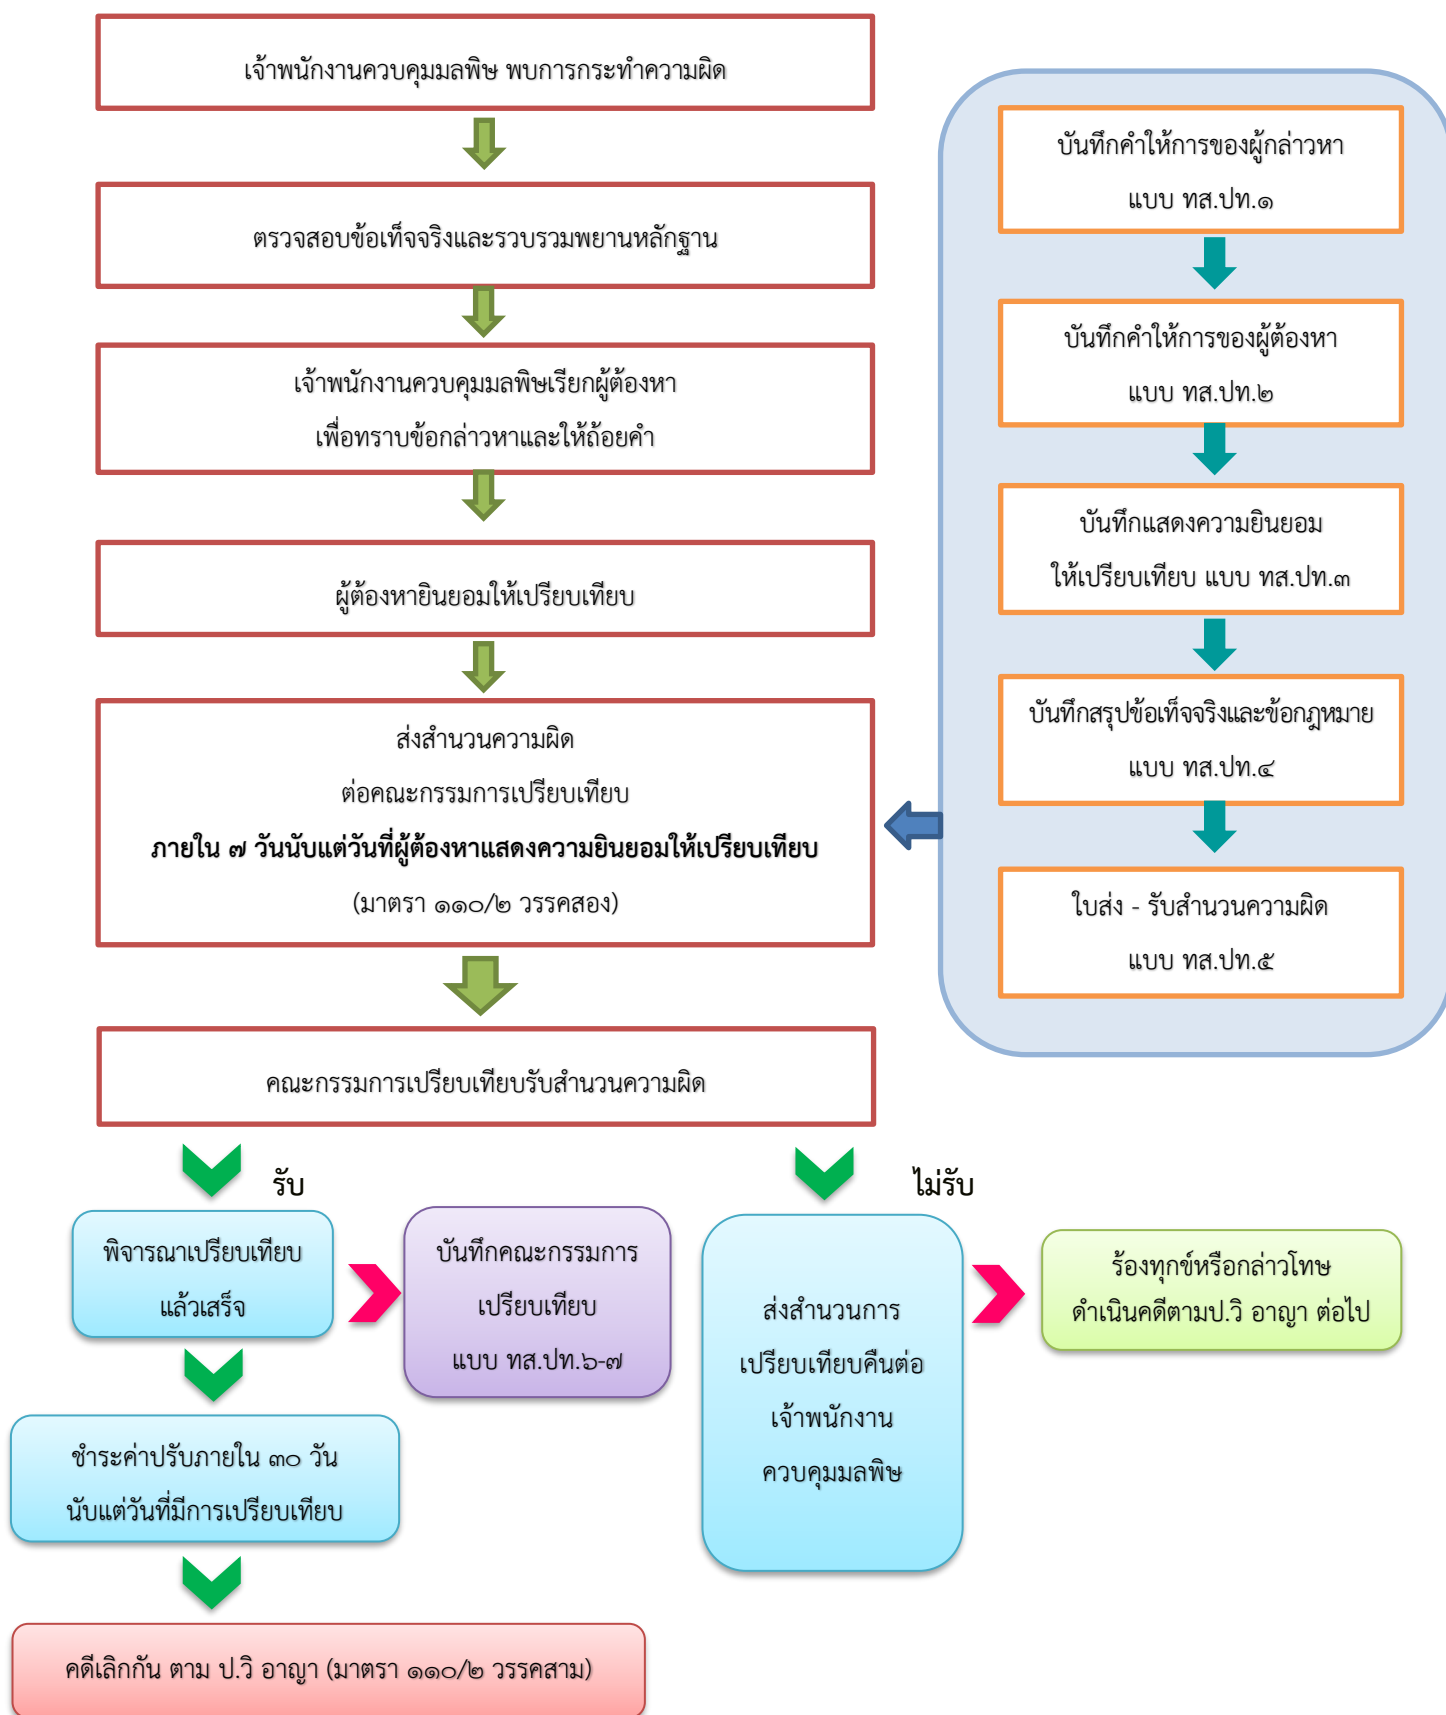 เจ้าพนักงานควบคุมมลพิษ พบการกระทำความผิด
ตรวจสอบข้อเท็จจริงและรวบรวมพยานหลักฐาน
เจ้าพนักงานควบคุมมลพิษเรียกผู้ต้องหา
เพื่อทราบข้อกล่าวหาและให้ถ้อยคำ
ผู้ต้องหายินยอมให้เปรียบเทียบ
ส่งสำนวนความผิด
ต่อคณะกรรมการเปรียบเทียบ
ภายใน ๗ วันนับแต่วันที่ผู้ต้องหาแสดงความยินยอมให้เปรียบเทียบ
(มาตรา ๑๑๐/๒ วรรคสอง)
บันทึกคำให้การของผู้กล่าวหา
แบบ ทส.ปท.๑
บันทึกคำให้การของผู้ต้องหา
แบบ ทส.ปท.๒
บันทึกแสดงความยินยอม
ให้เปรียบเทียบ แบบ ทส.ปท.๓
บันทึกสรุปข้อเท็จจริงและข้อกฎหมาย
แบบ ทส.ปท.๔
ใบส่ง - รับสำนวนความผิด
แบบ ทส.ปท.๕
คณะกรรมการเปรียบเทียบรับสำนวนความผิด
รับ
พิจารณาเปรียบเทียบ
แล้วเสร็จ
บันทึกคณะกรรมการ
เปรียบเทียบ
แบบ ทส.ปท.๖-๗
ชำระค่าปรับภายใน ๓๐ วัน
นับแต่วันที่มีการเปรียบเทียบ
คดีเลิกกัน ตาม ป.วิ อาญา (มาตรา ๑๑๐/๒ วรรคสาม)
ไม่รับ
ส่งสำนวนการ
เปรียบเทียบคืนต่อ
เจ้าพนักงาน
ควบคุมมลพิษ
ร้องทุกข์หรือกล่าวโทษ
ดำเนินคดีตามป.วิ อาญา ต่อไป